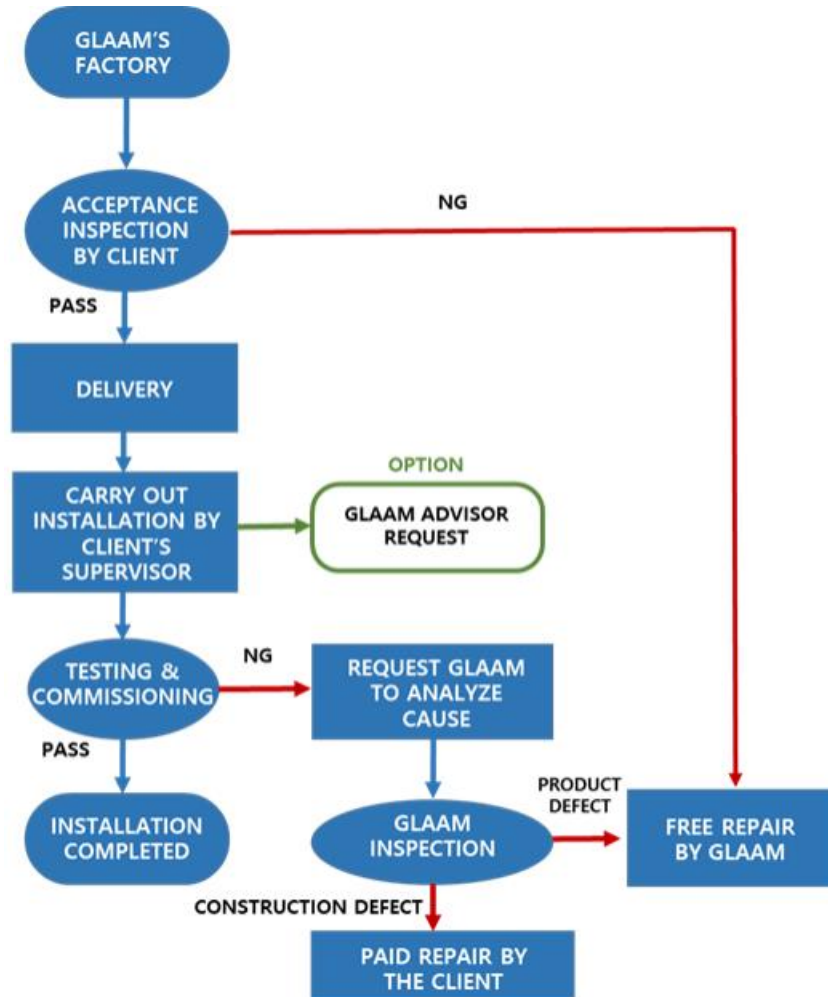 GLAAM'S
FACTORY
ACCEPTANCE
INSPECTION
BY CLIENT
NG
PASS
DELIVERY
OPTION
CARRY OUT
INSTALLATION BY
CLIENT'S
SUPERVISOR
GLAAM ADVISOR
REQUEST
TESTING &
COMMISSIONING
NG
REQUEST GLAAM
TO ANALYZE
CAUSE
PASS
INSTALLATION
COMPLETED
GLAAM
INSPECTION
PRODUCT
DEFECT
FREE REPAIR
BY GLAAM
CONSTRUCTION DEFECT
PAID REPAIR BY
THE CLIENT